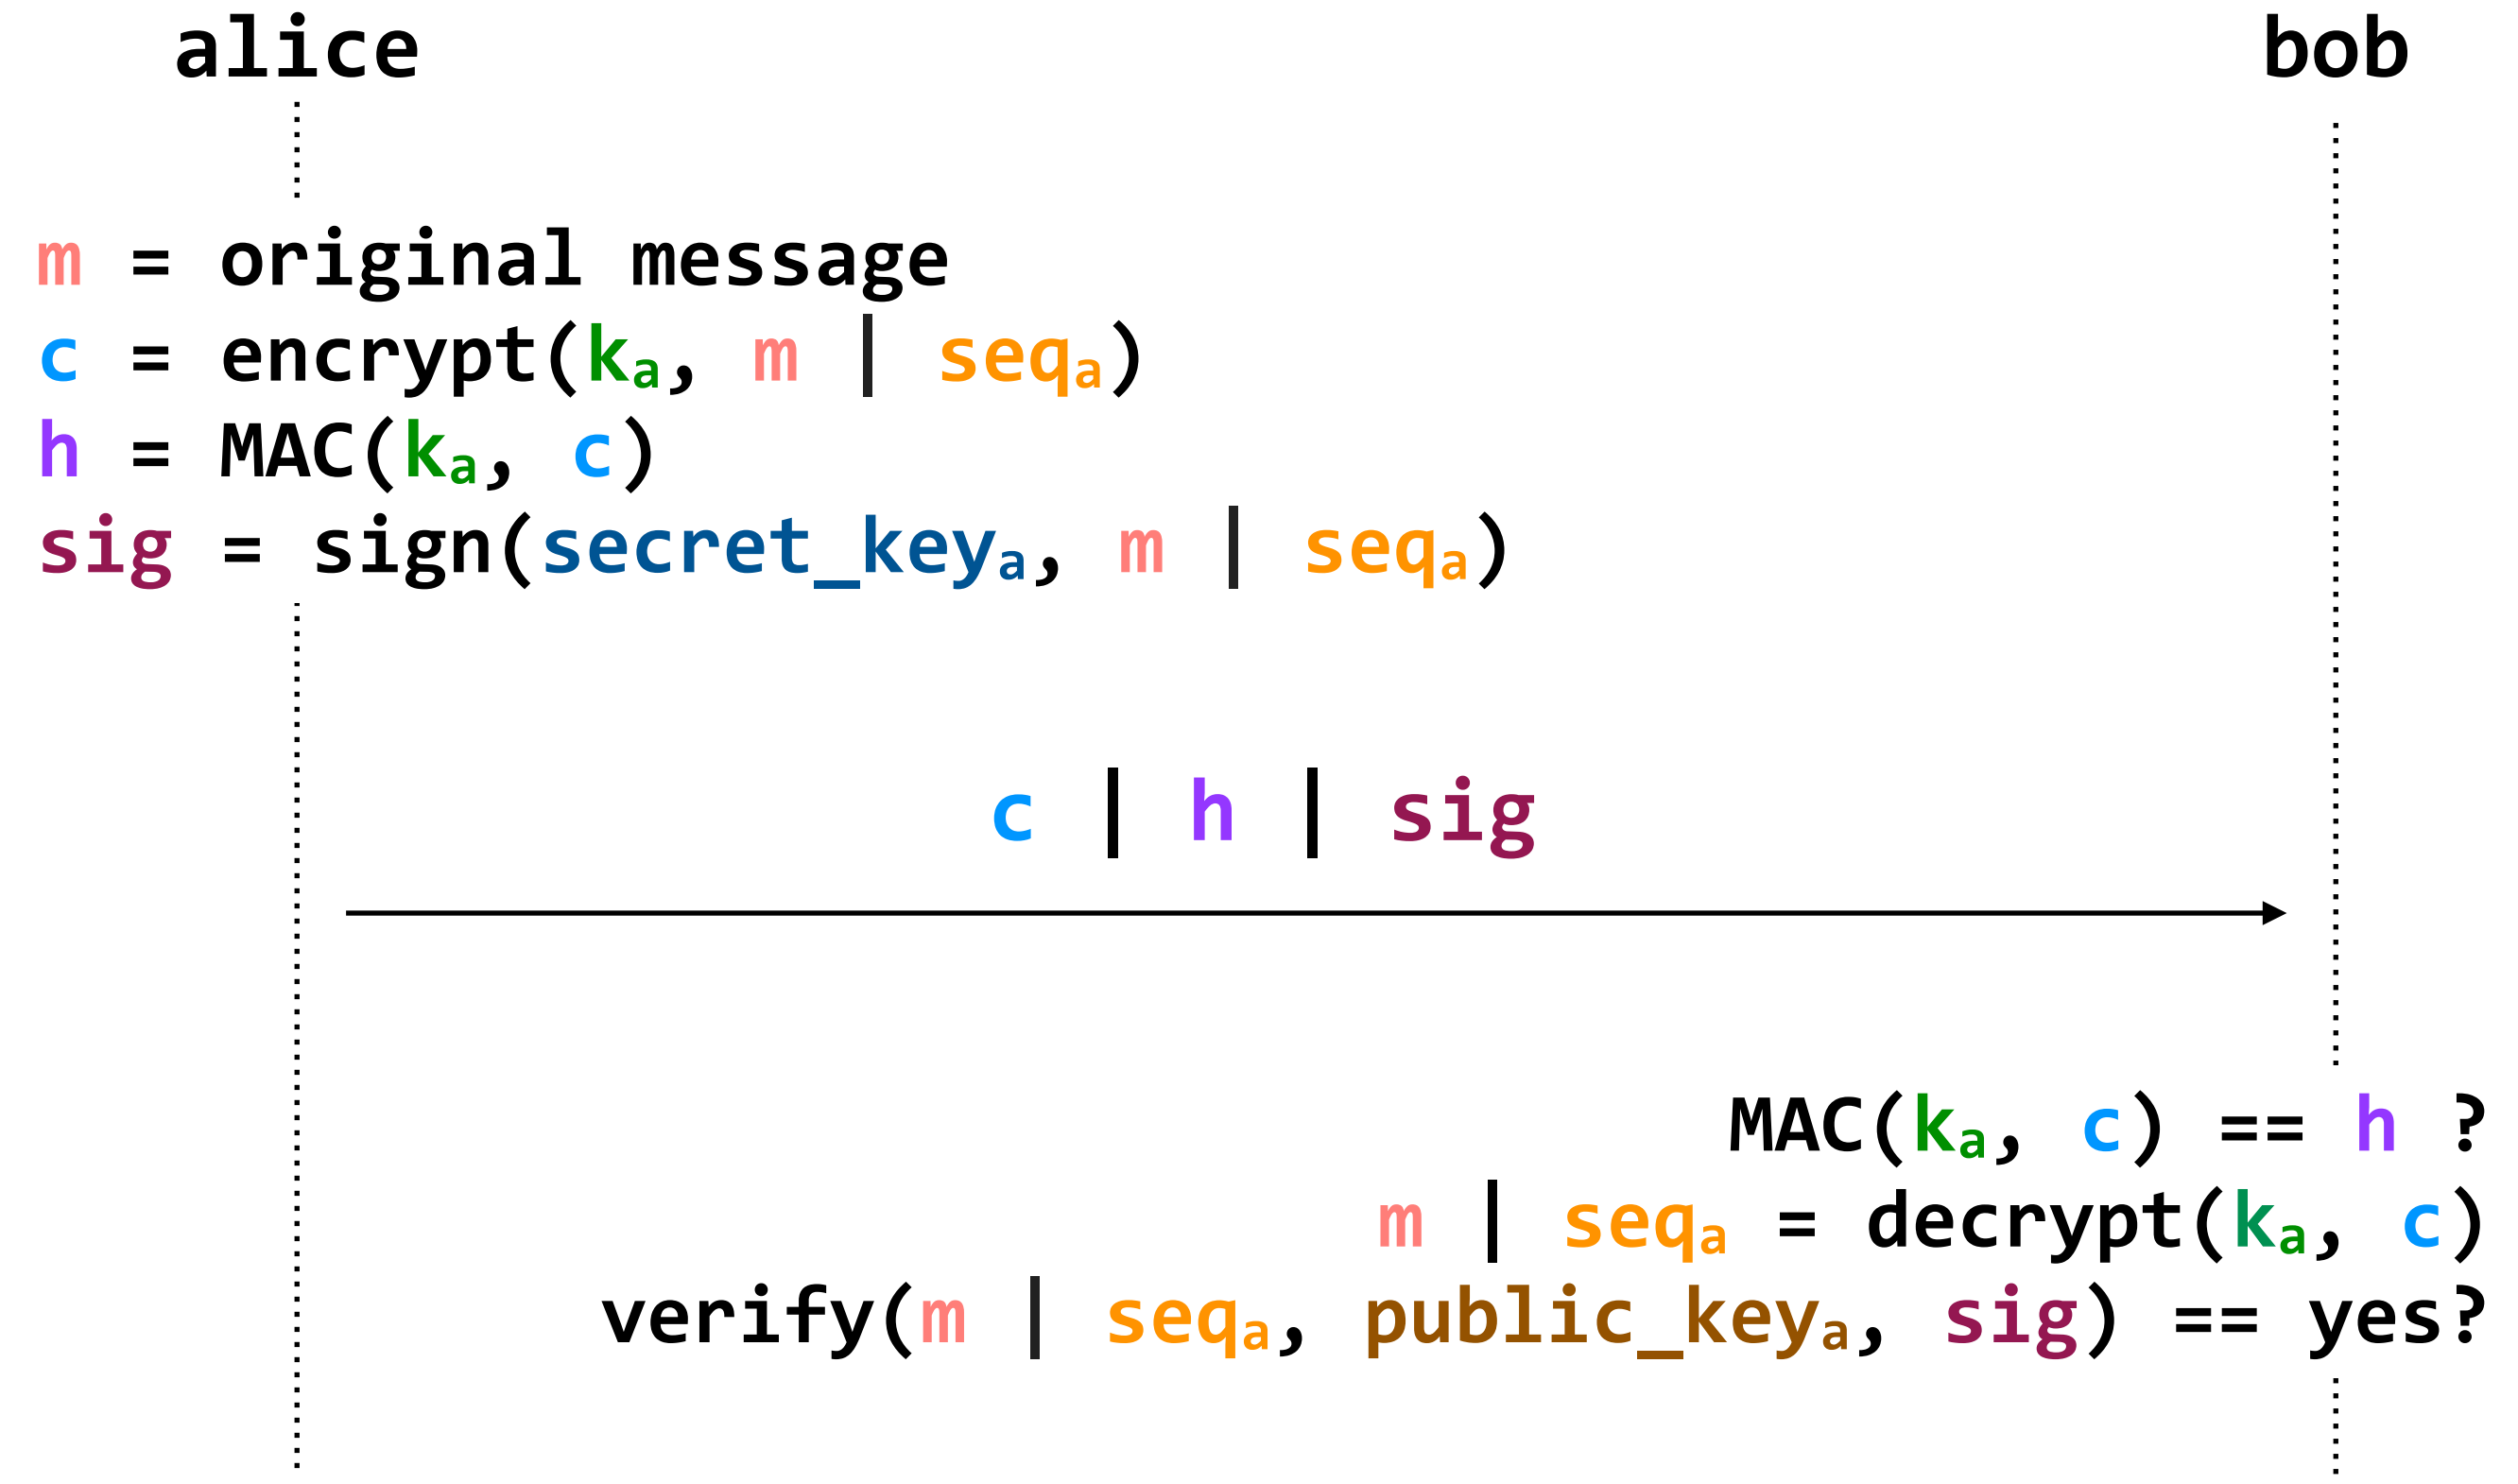 alice
bob
m = original message
c = encrypt(kₐ, m | seqₐ)
h = MAC(kₐ, c)
sig = sign(secret_keyₐ, m | seqₐ)
c | h | sig
MAC(kₐ, c) == h ?
m | seqₐ = decrypt(kₐ, c)
verify(m | seqₐ, public_keyₐ, sig) == yes?